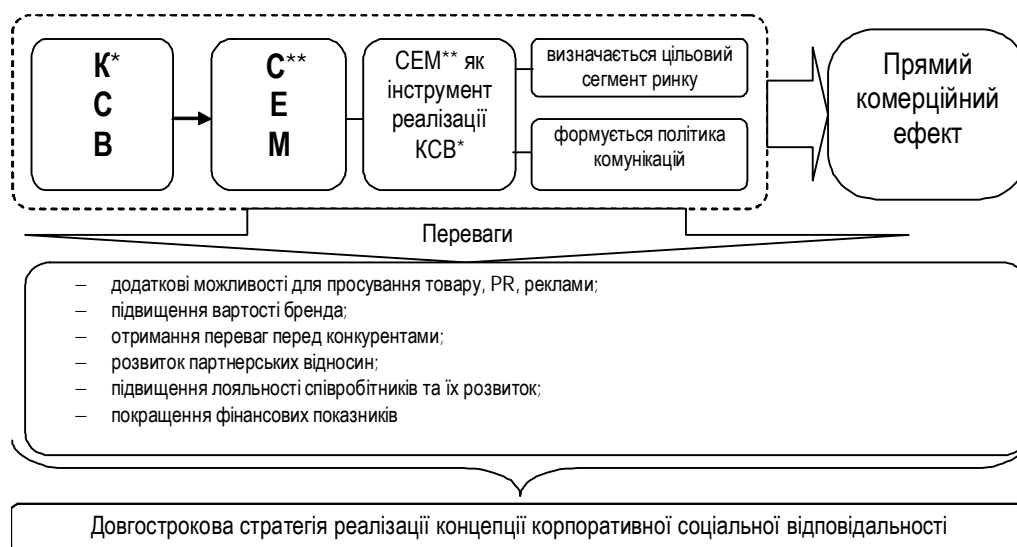 К*
С
В
С**
Е
М
СЕМ** як
інструмент
реалізації
КСВ*
визначається цільовий
сегмент ринку
формується політика
комунікацій
Прямий
комерційний
ефект
Переваги
– додаткові можливості для просування товару, PR, реклами;
– підвищення вартості бренда;
– отримання переваг перед конкурентами;
– розвиток партнерських відносин;
– підвищення лояльності співробітників та їх розвиток;
– покращення фінансових показників
Довгострокова стратегія реалізації концепції корпоративної соціальної відповідальності